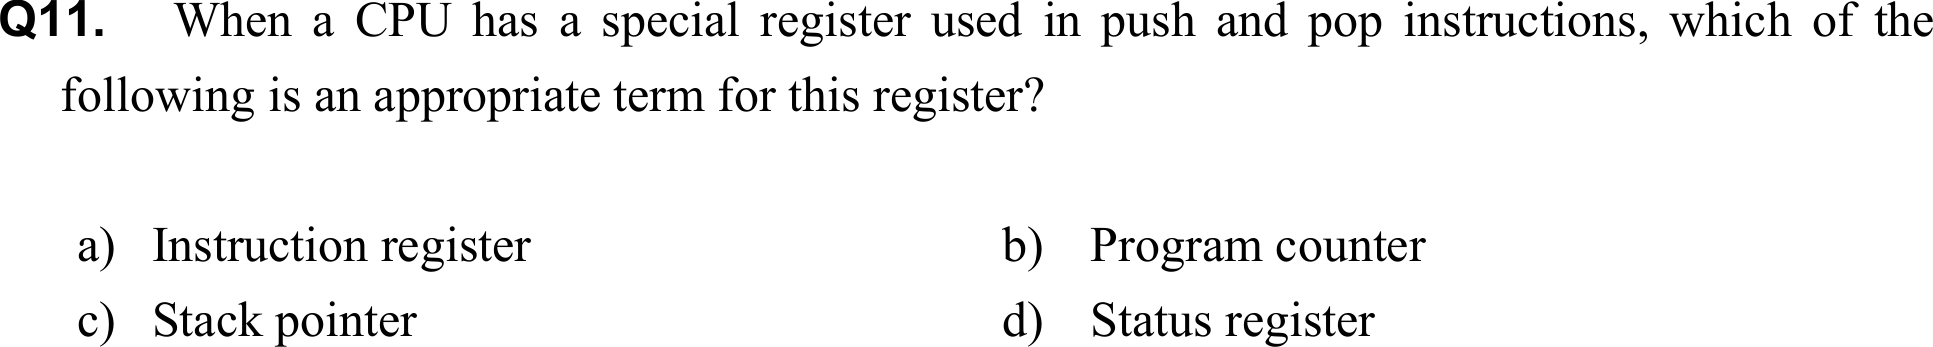 Q11. When a CPU has a special register used in push and pop instructions, which of the
following is an appropriate term for this register?
a) Instruction register b) Program counter
c) Stack pointer d) Status register